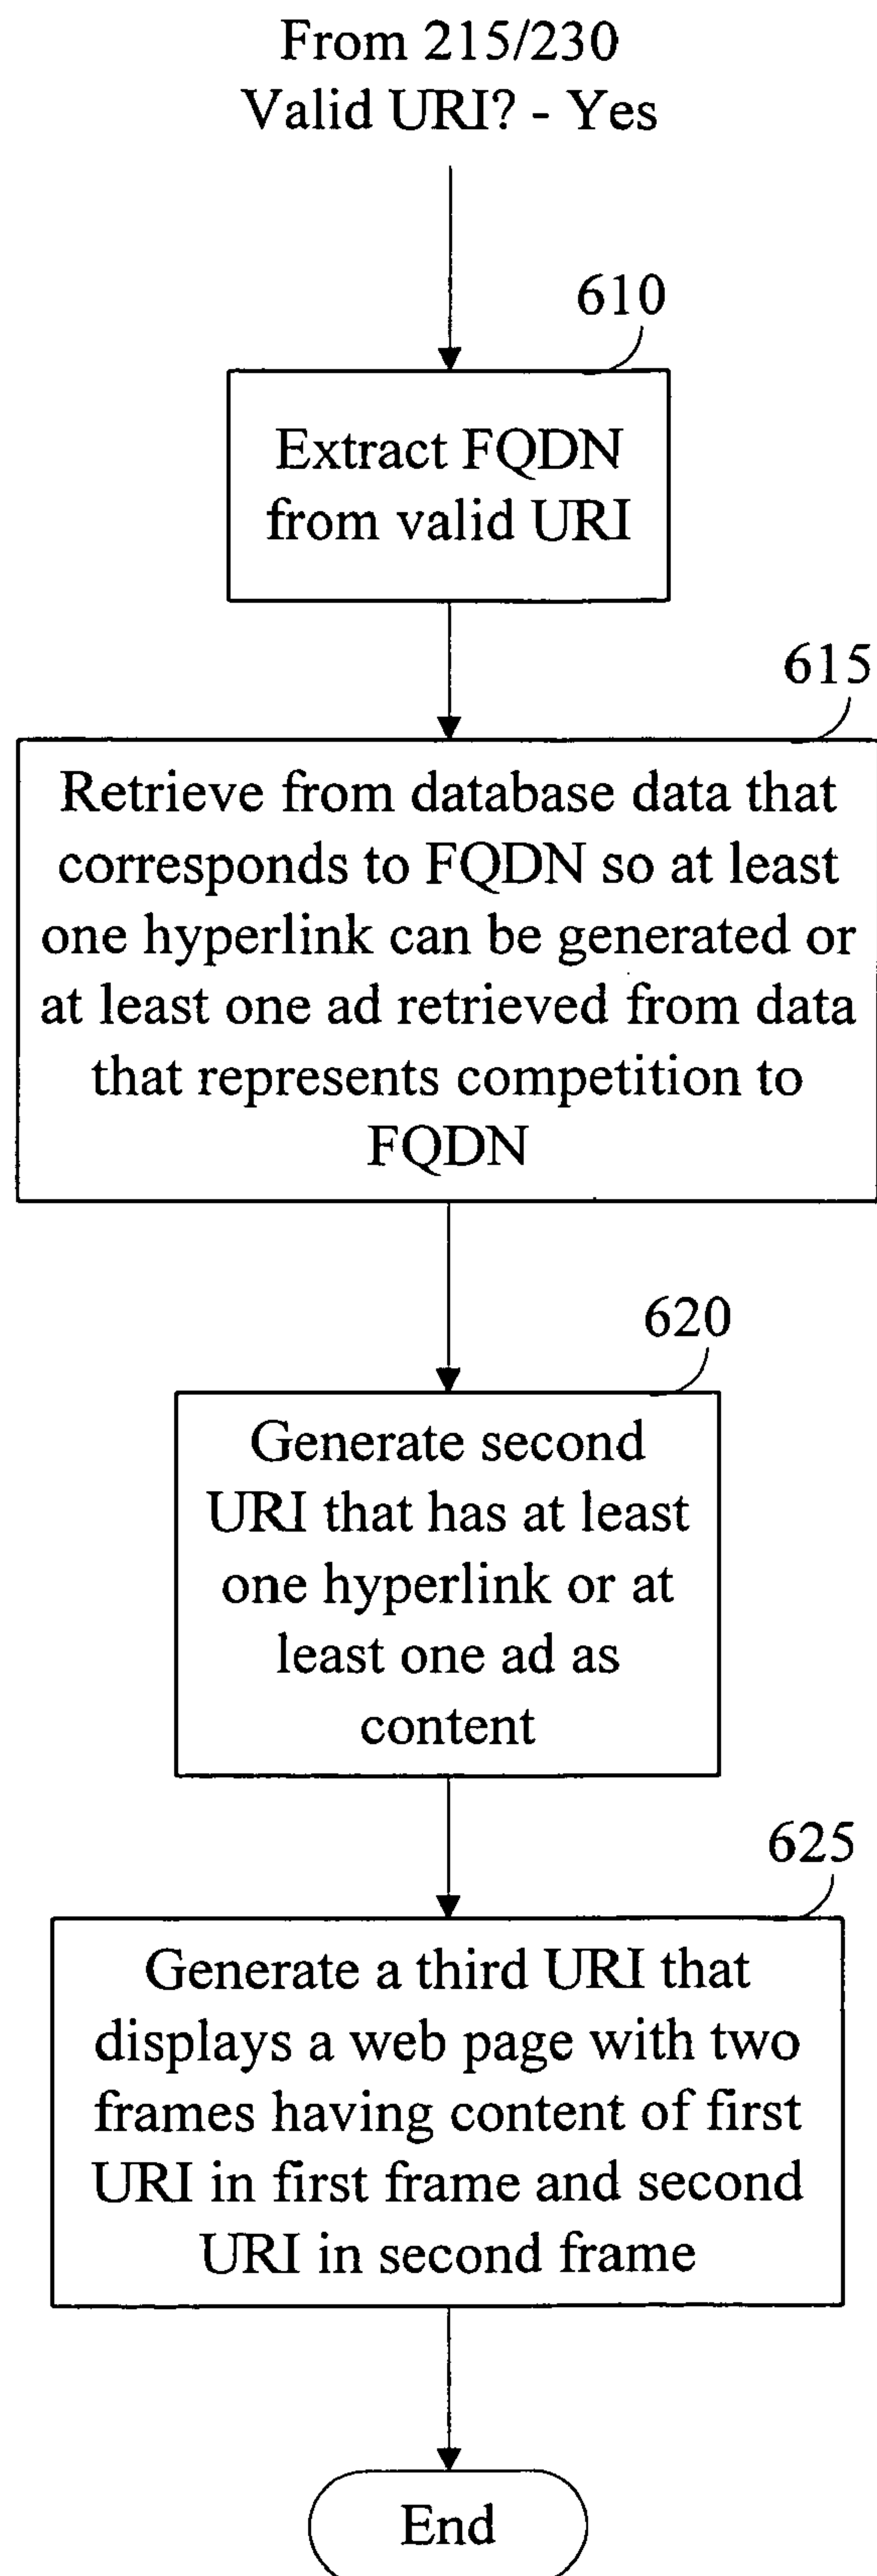 From 215/230
Valid URI? - Yes
610
Extract FQDN
from valid URI
615
Retrieve from database data that
corresponds to FQDN so at least
one hyperlink can be generated or
at least one ad retrieved from data
that represents competition to
FQDN
620
Generate second
URI that has at least
one hyperlink or at
least one ad as
content
625
Generate a third URI that
displays a web page with two
frames having content of first
URI in first frame and second
URI in second frame
End